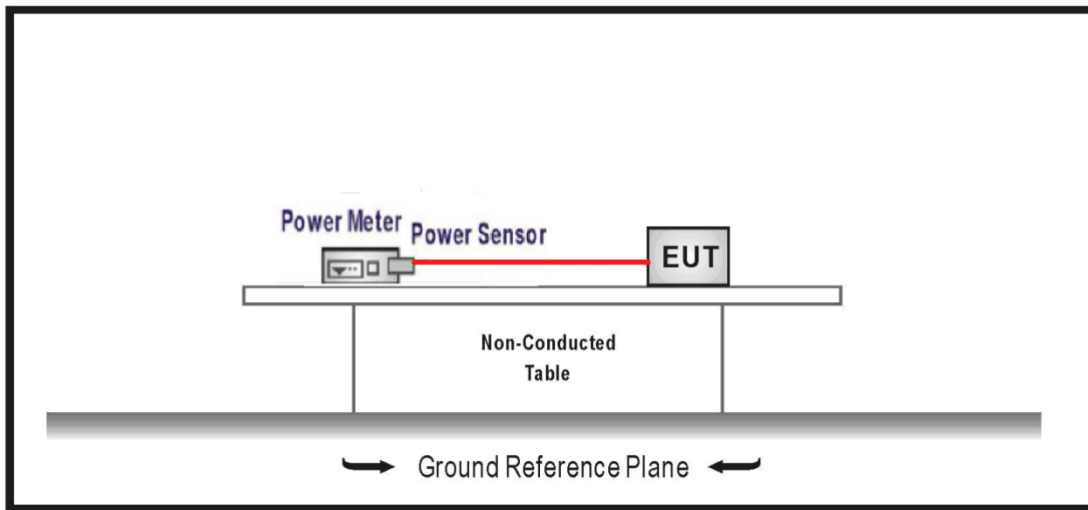 Power Meter
Power Sensor
EUT
Non-Conducted
Table
Ground Reference Plane